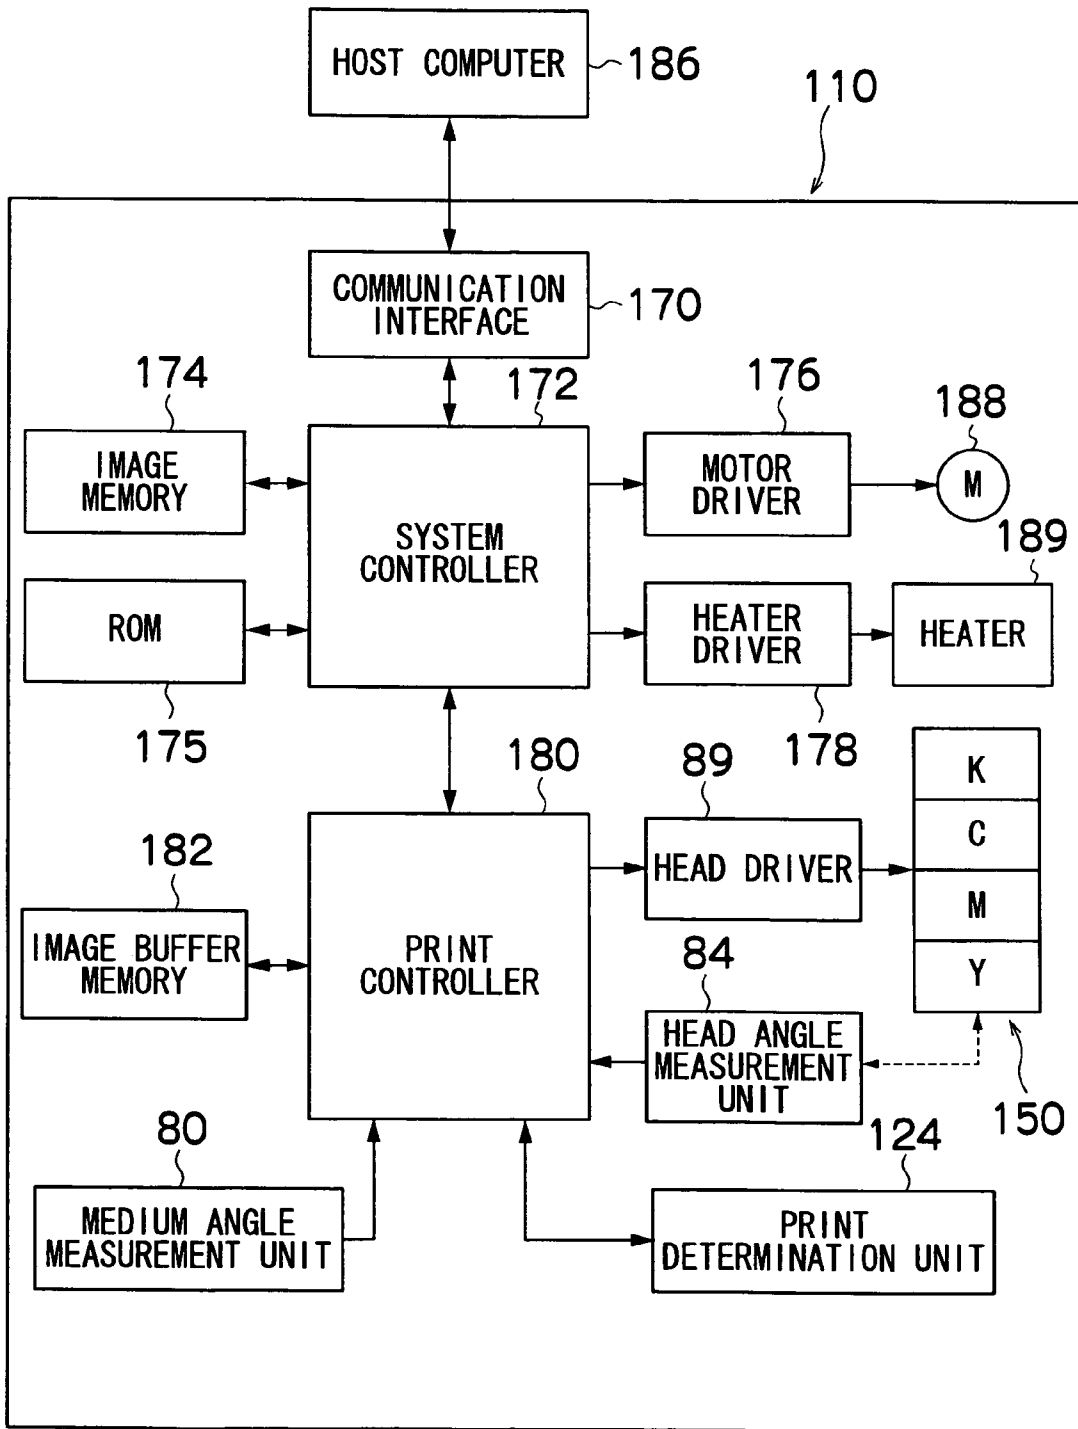 HOST COMPUTER
186
110
COMMUNICATION
INTERFACE
170
174
172
176
188
IMAGE
MEMORY
SYSTEM
CONTROLLER
MOTOR
DRIVER
M
189
ROM
HEATER
DRIVER
HEATER
175
180
178
89
K
C
M
Y
182
HEAD DRIVER
IMAGE BUFFER
MEMORY
PRINT
CONTROLLER
84
HEAD ANGLE
MEASUREMENT
UNIT
150
80
124
MEDIUM ANGLE
MEASUREMENT UNIT
PRINT
DETERMINATION UNIT